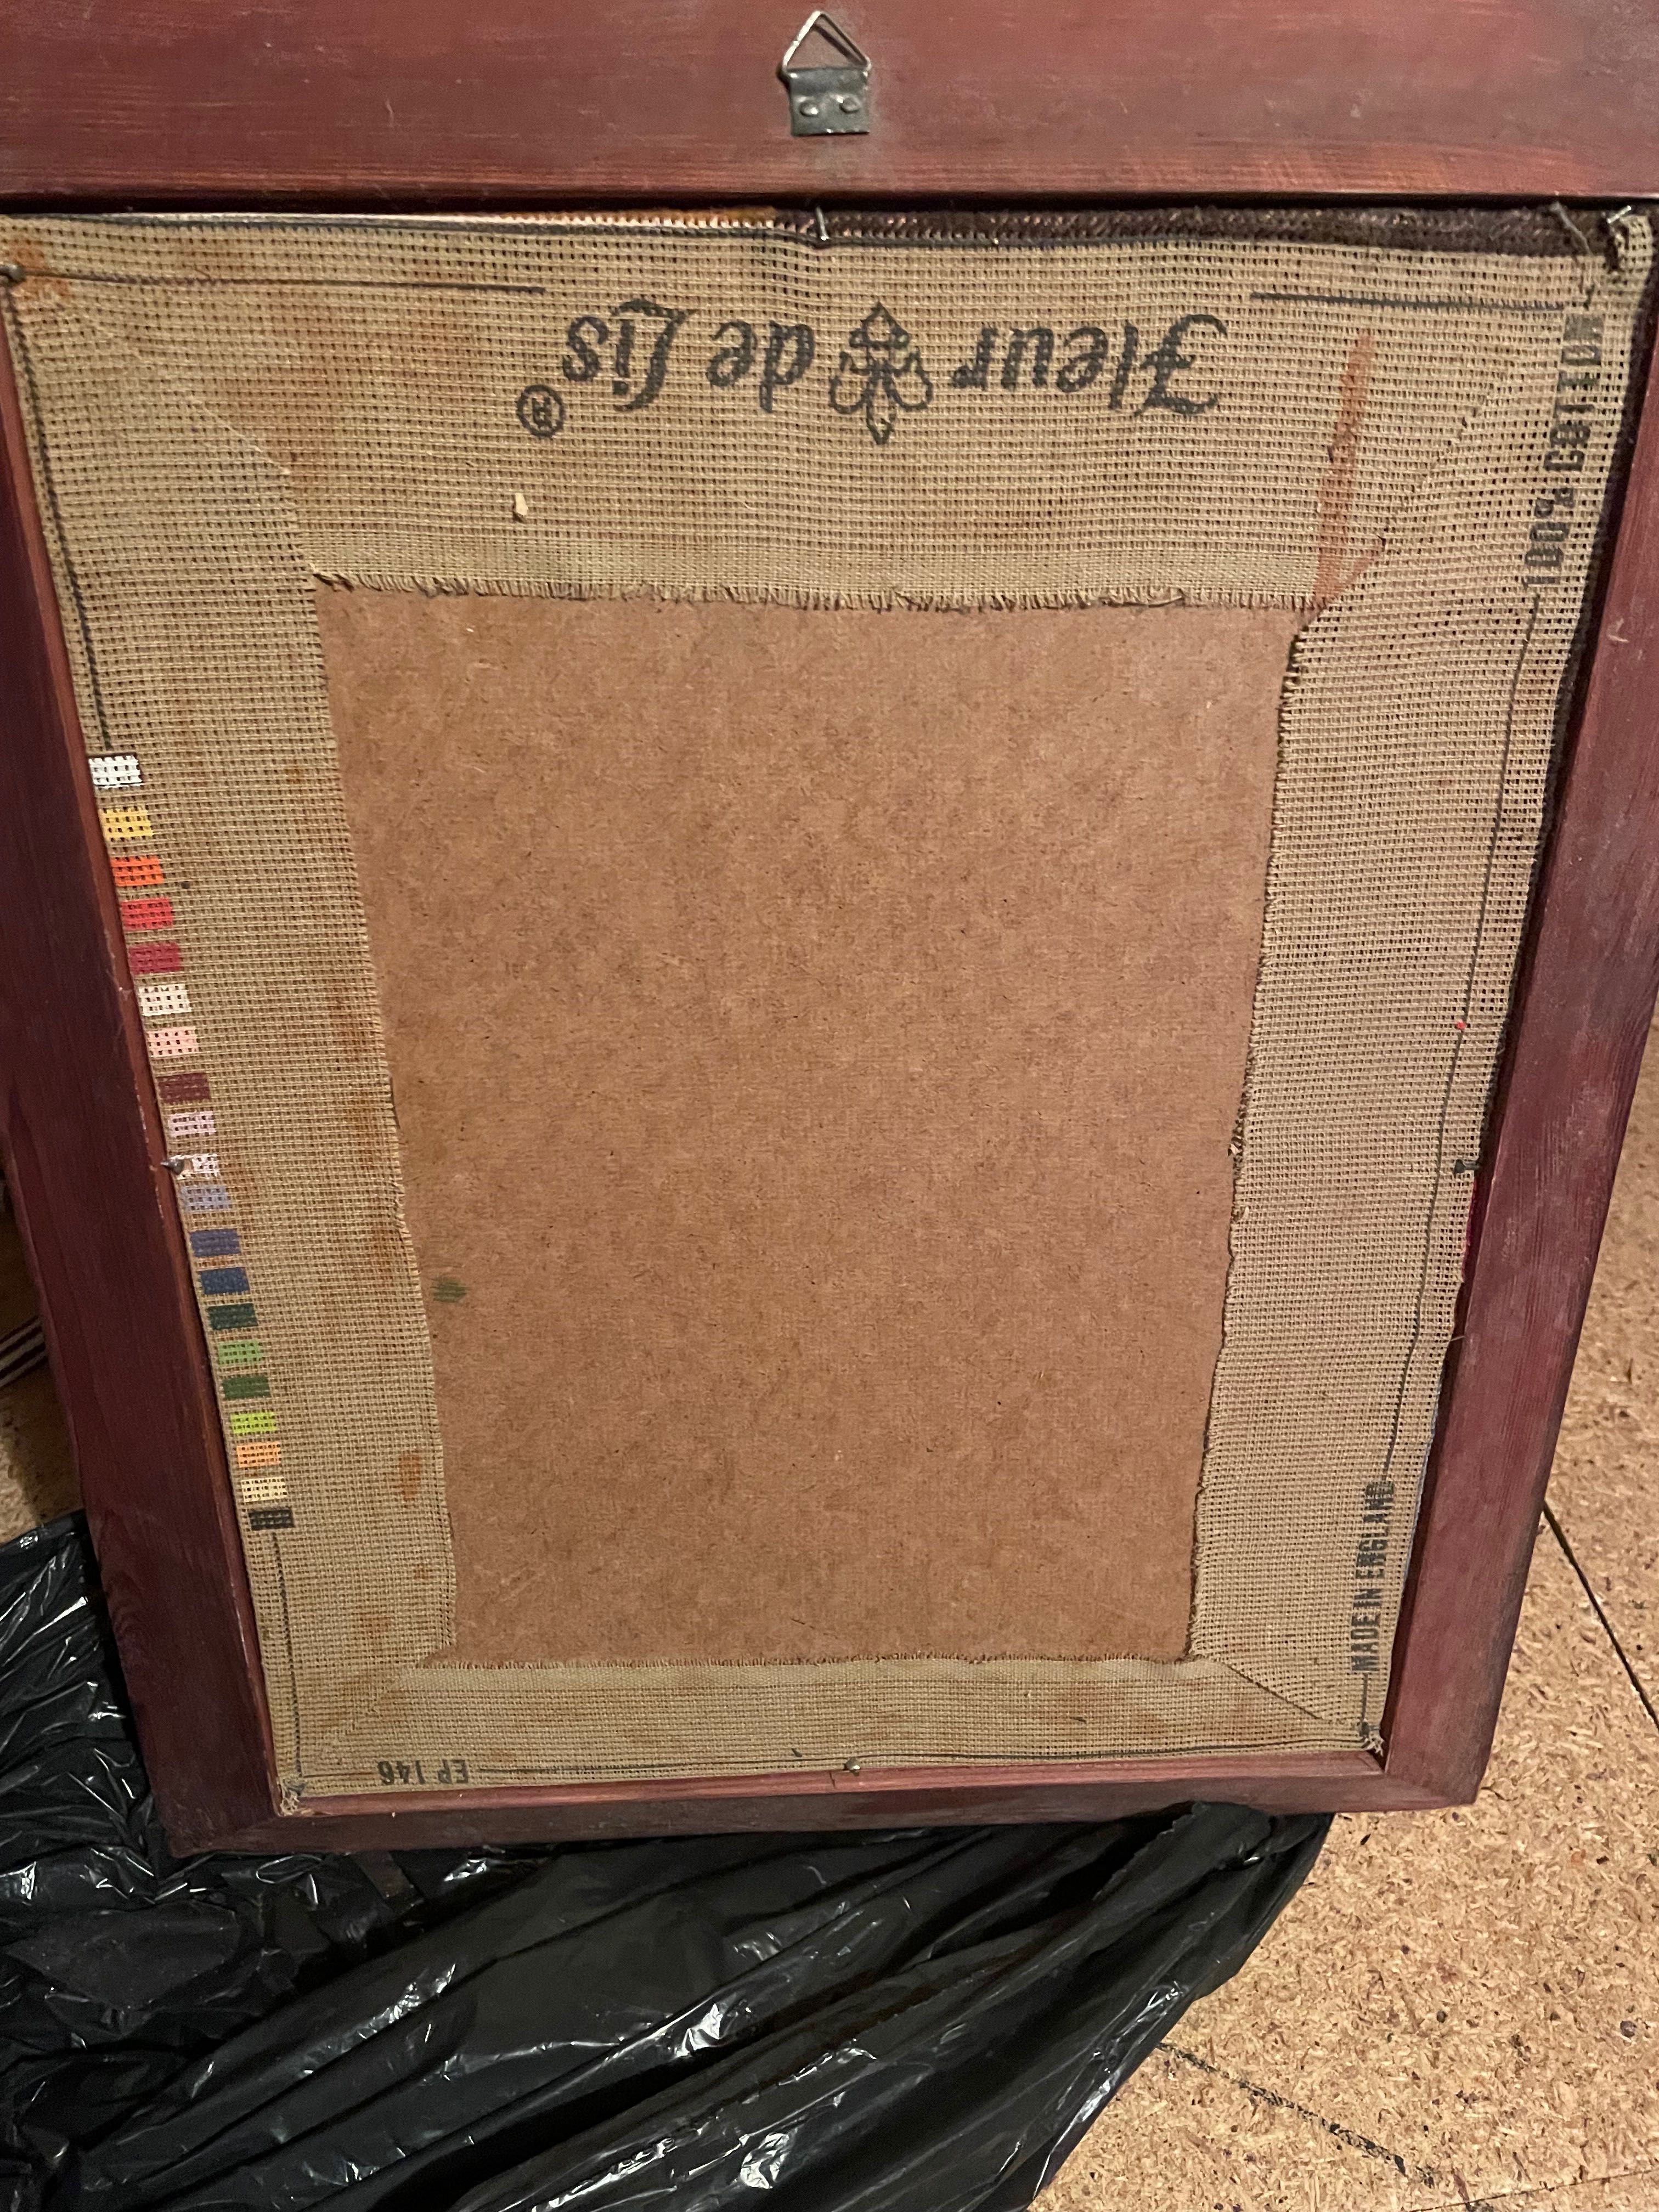 Fleur de Lis ®
100% COTTON
MADE IN ENGLAND
EP 146